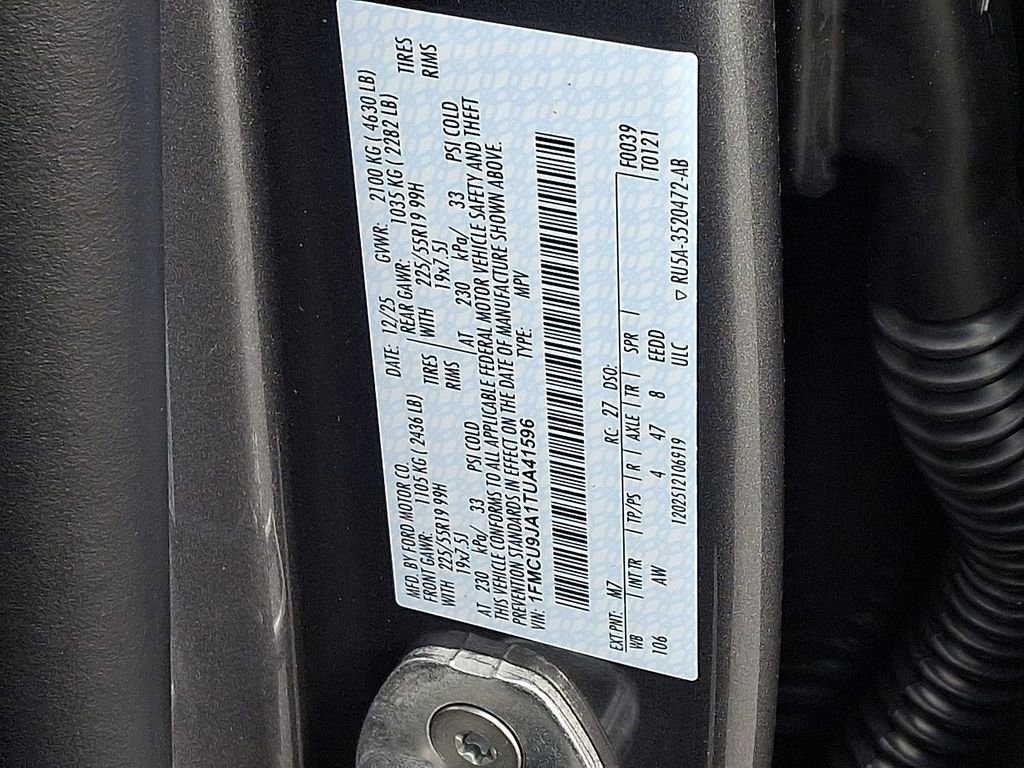 MFD. BY FORD MOTOR CO. DATE: 12/25 GVWR: 2100 KG ( 4630 LB)
FRONT GAWR: 1105 KG ( 2436 LB) REAR GAWR: 1035 KG ( 2282 LB)
WITH 225/55R19 99H TIRES WITH 225/55R19 99H TIRES
19x7.5J RIMS 19x7.5J RIMS
AT 230 kPa/ 33 PSI COLD AT 230 kPa/ 33 PSI COLD
THIS VEHICLE CONFORMS TO ALL APPLICABLE FEDERAL MOTOR VEHICLE SAFETY AND THEFT
PREVENTION STANDARDS IN EFFECT ON THE DATE OF MANUFACTURE SHOWN ABOVE.
VIN: 1FMCU9JA1TUA41596 TYPE: MPV
EXT PNT: M7 RC: 27 DSO: F0039
WB | INT TR | TP/PS | R | AXLE | TR | SPR | T0121
106 AW 4 47 8 EEDD
1202512106919 ULC ▽ RU5A-3520472-AB